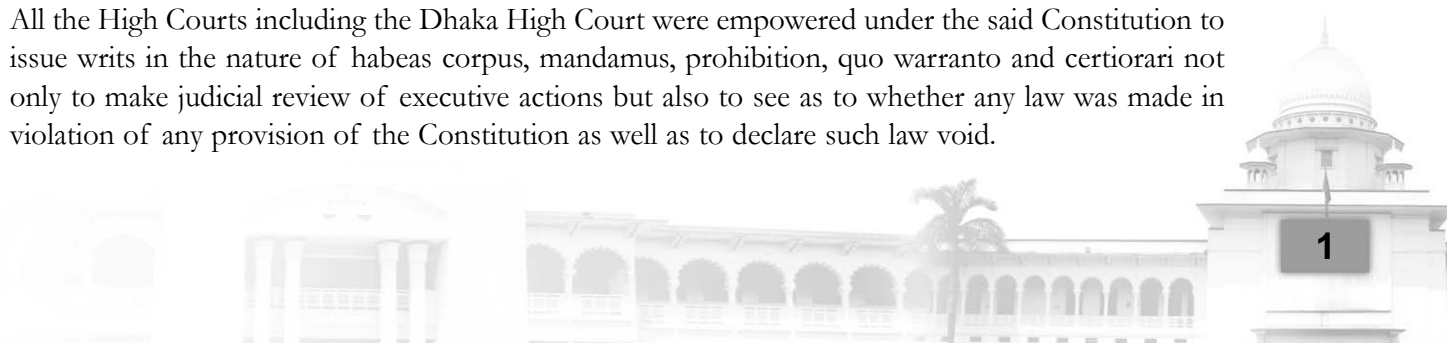 All the High Courts including the Dhaka High Court were empowered under the said Constitution to
issue writs in the nature of habeas corpus, mandamus, prohibition, quo warranto and certiorari not
only to make judicial review of executive actions but also to see as to whether any law was made in
violation of any provision of the Constitution as well as to declare such law void.
1